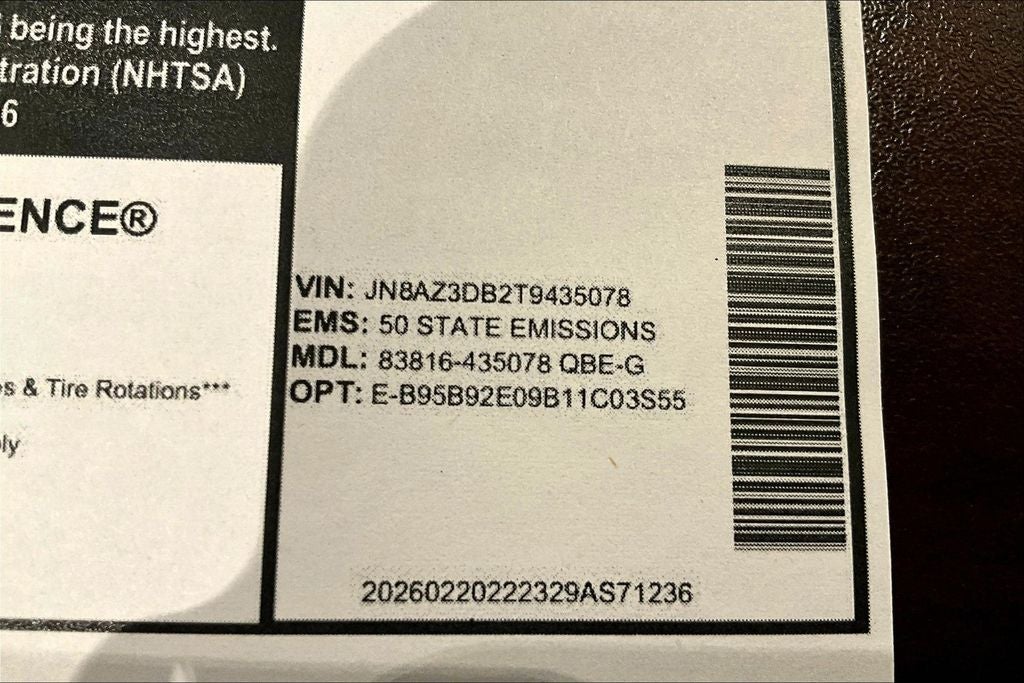 being the highest.
tration (NHTSA)
6
ENCE®
s & Tire Rotations***
ly
VIN: JN8AZ3DB2T9435078
EMS: 50 STATE EMISSIONS
MDL: 83816-435078 QBE-G
OPT: E-B95B92E09B11C03S55
20260220222329AS71236